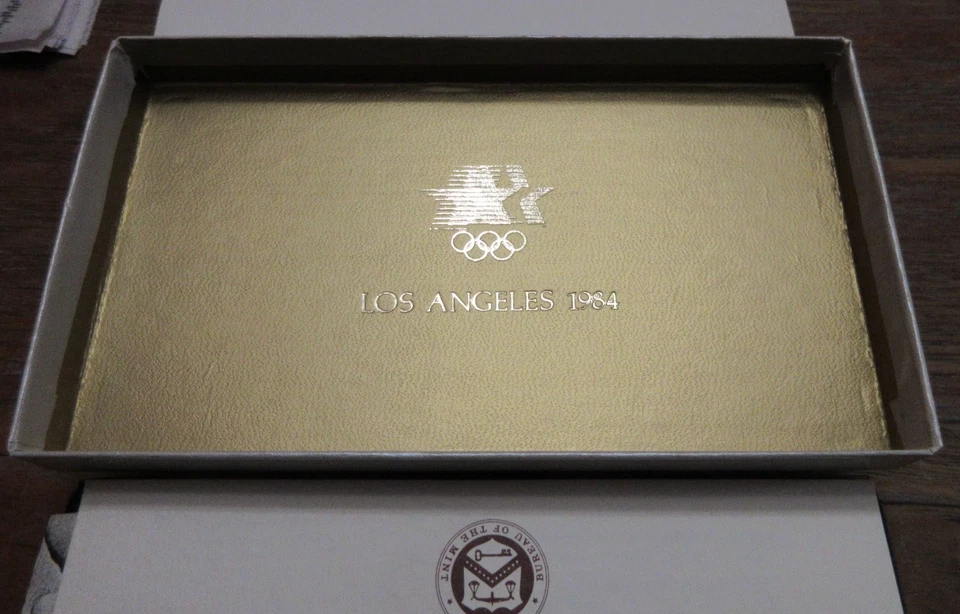 LOS ANGELES 1984
BUREAU OF THE MINT